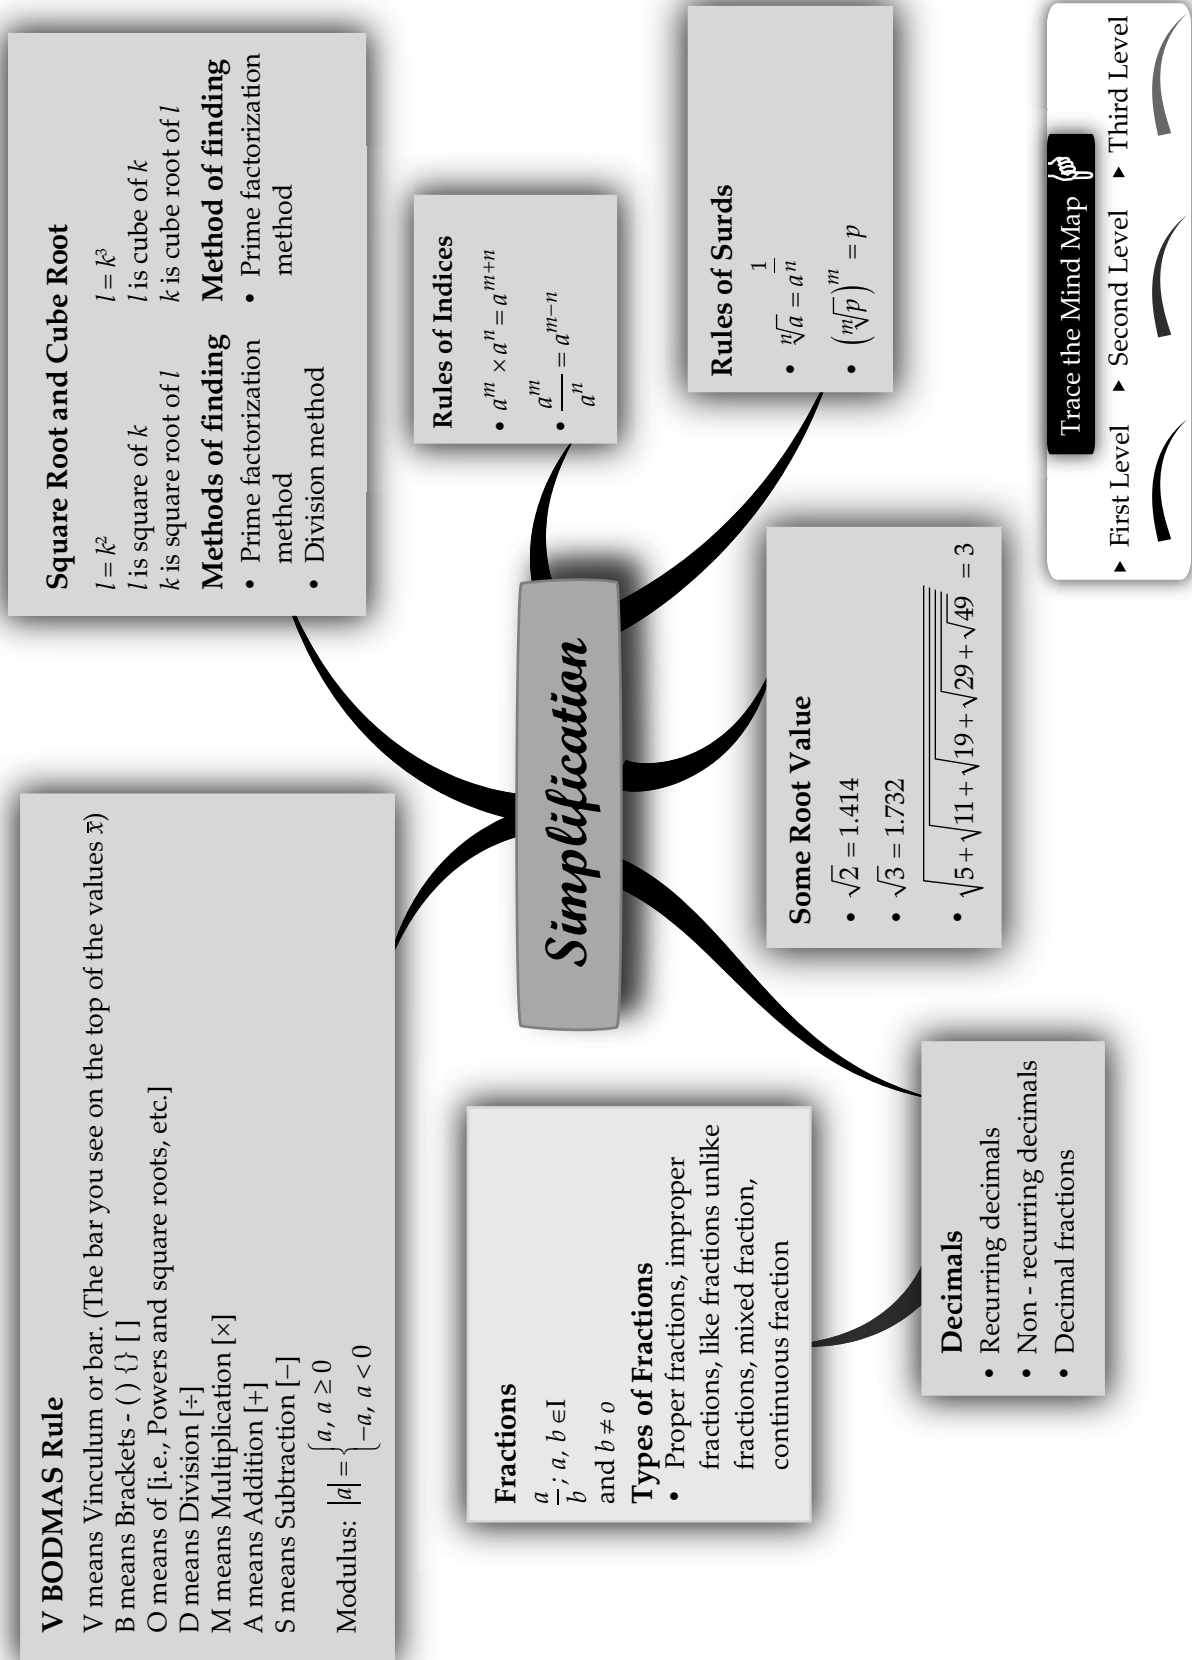 V BODMAS Rule
V means Vinculum or bar. (The bar you see on the top of the values x̅)
B means Brackets - ( ) { } [ ]
O means of [i.e., Powers and square roots, etc.]
D means Division [÷]
M means Multiplication [×]
A means Addition [+]
S means Subtraction [−]
Modulus: |a| = { a, a ≥ 0
−a, a < 0
Square Root and Cube Root
l = k²
l is square of k
k is square root of l
Methods of finding
• Prime factorization
method
• Division method
l = k³
l is cube of k
k is cube root of l
Method of finding
• Prime factorization
method
Rules of Indices
• aᵐ × aⁿ = aᵐ⁺ⁿ
• aᵐ/aⁿ = aᵐ⁻ⁿ
Simplification
Fractions
a/b ; a, b ∈ I
and b ≠ o
Types of Fractions
• Proper fractions, improper
fractions, like fractions unlike
fractions, mixed fraction,
continuous fraction
Some Root Value
• √2 = 1.414
• √3 = 1.732
• √(5+√(11+√(19+√(29+√49)))) = 3
Rules of Surds
• ⁿ√a = a^(1/n)
• (ᵐ√p)ᵐ = p
Decimals
• Recurring decimals
• Non - recurring decimals
• Decimal fractions
Trace the Mind Map
▸ First Level ▸ Second Level ▸ Third Level